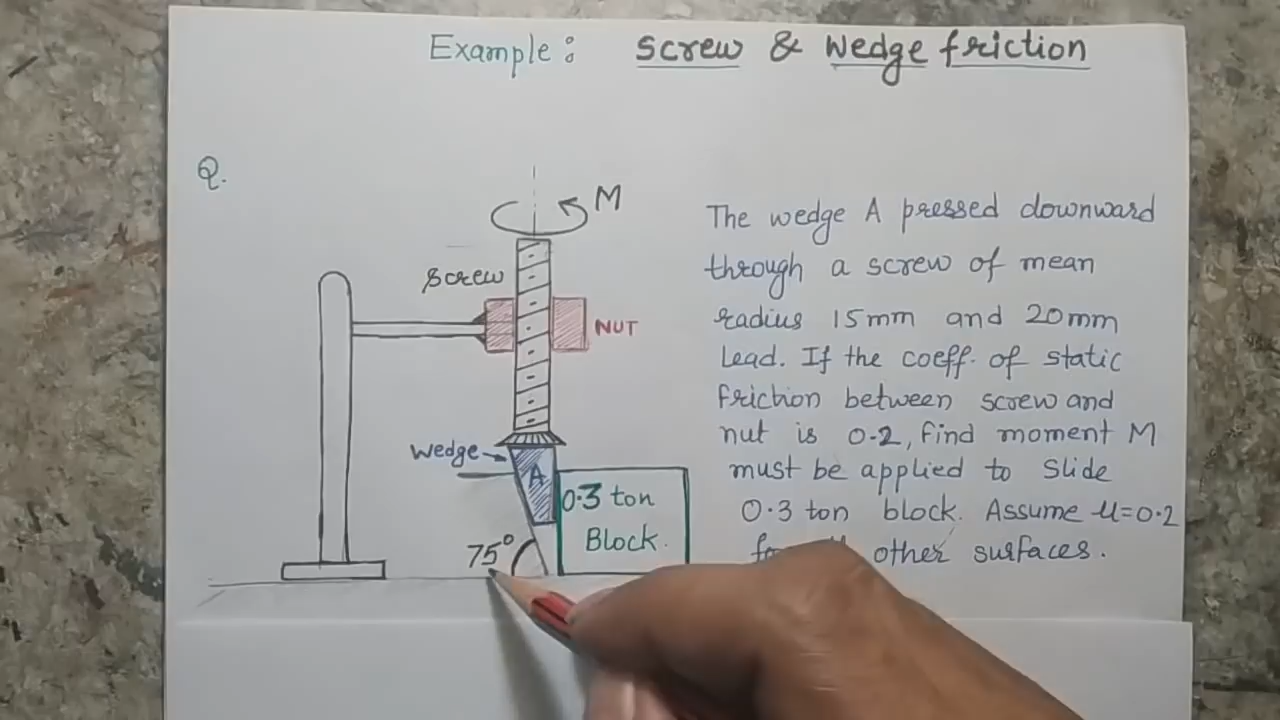 Example: Screw & Wedge friction
Q.
M
Screw
NUT
Wedge
A
0.3 ton
Block.
75°
The wedge A pressed downward
through a screw of mean
radius 15mm and 20mm
Lead. If the coeff. of static
friction between screw and
nut is 0.2, find moment M
must be applied to slide
0.3 ton block. Assume μ=0.2
other surfaces.